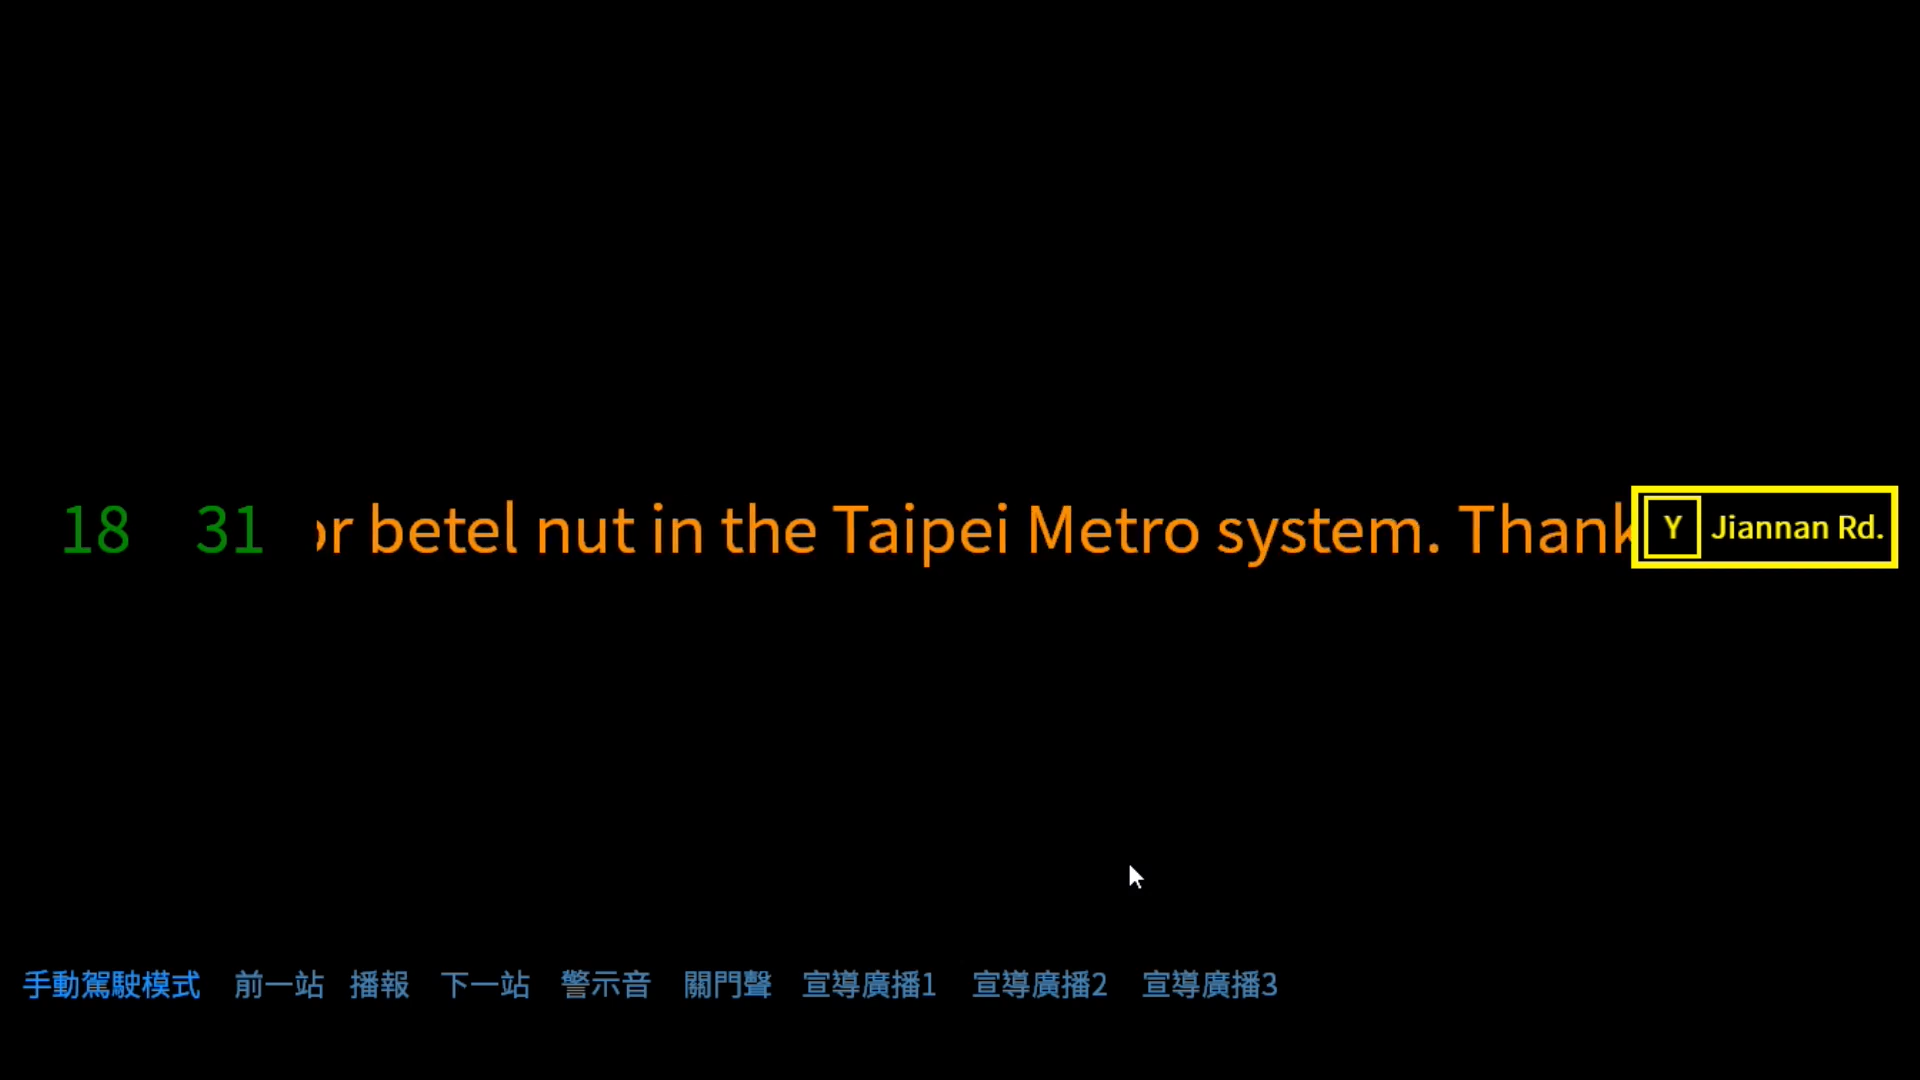 18 31 or betel nut in the Taipei Metro system. Thank Y Jiannan Rd.
手動駕駛模式 前一站 播報 下一站 警示音 關門聲 宣導廣播1 宣導廣播2 宣導廣播3